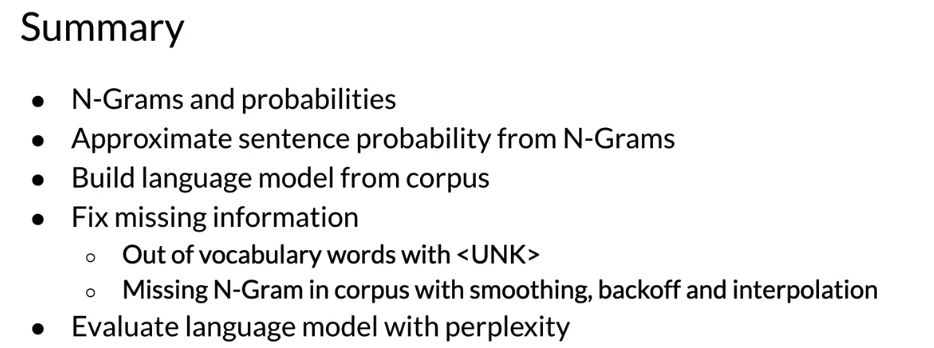 Summary
● N-Grams and probabilities
● Approximate sentence probability from N-Grams
● Build language model from corpus
● Fix missing information
○ Out of vocabulary words with <UNK>
○ Missing N-Gram in corpus with smoothing, backoff and interpolation
● Evaluate language model with perplexity